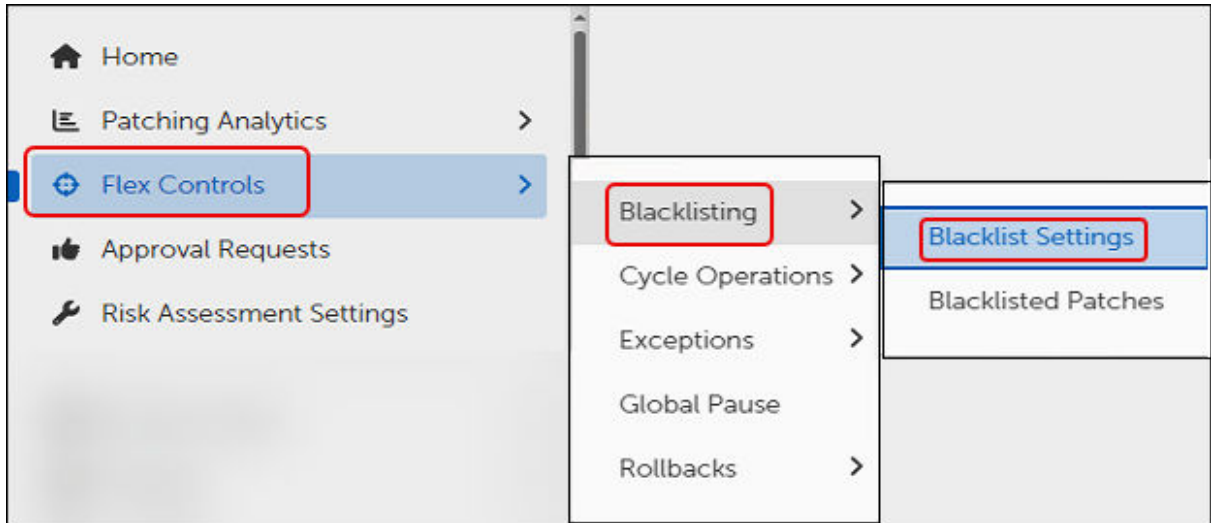 Home
Patching Analytics
Flex Controls
Approval Requests
Risk Assessment Settings
Blacklisting
Cycle Operations
Exceptions
Global Pause
Rollbacks
Blacklist Settings
Blacklisted Patches